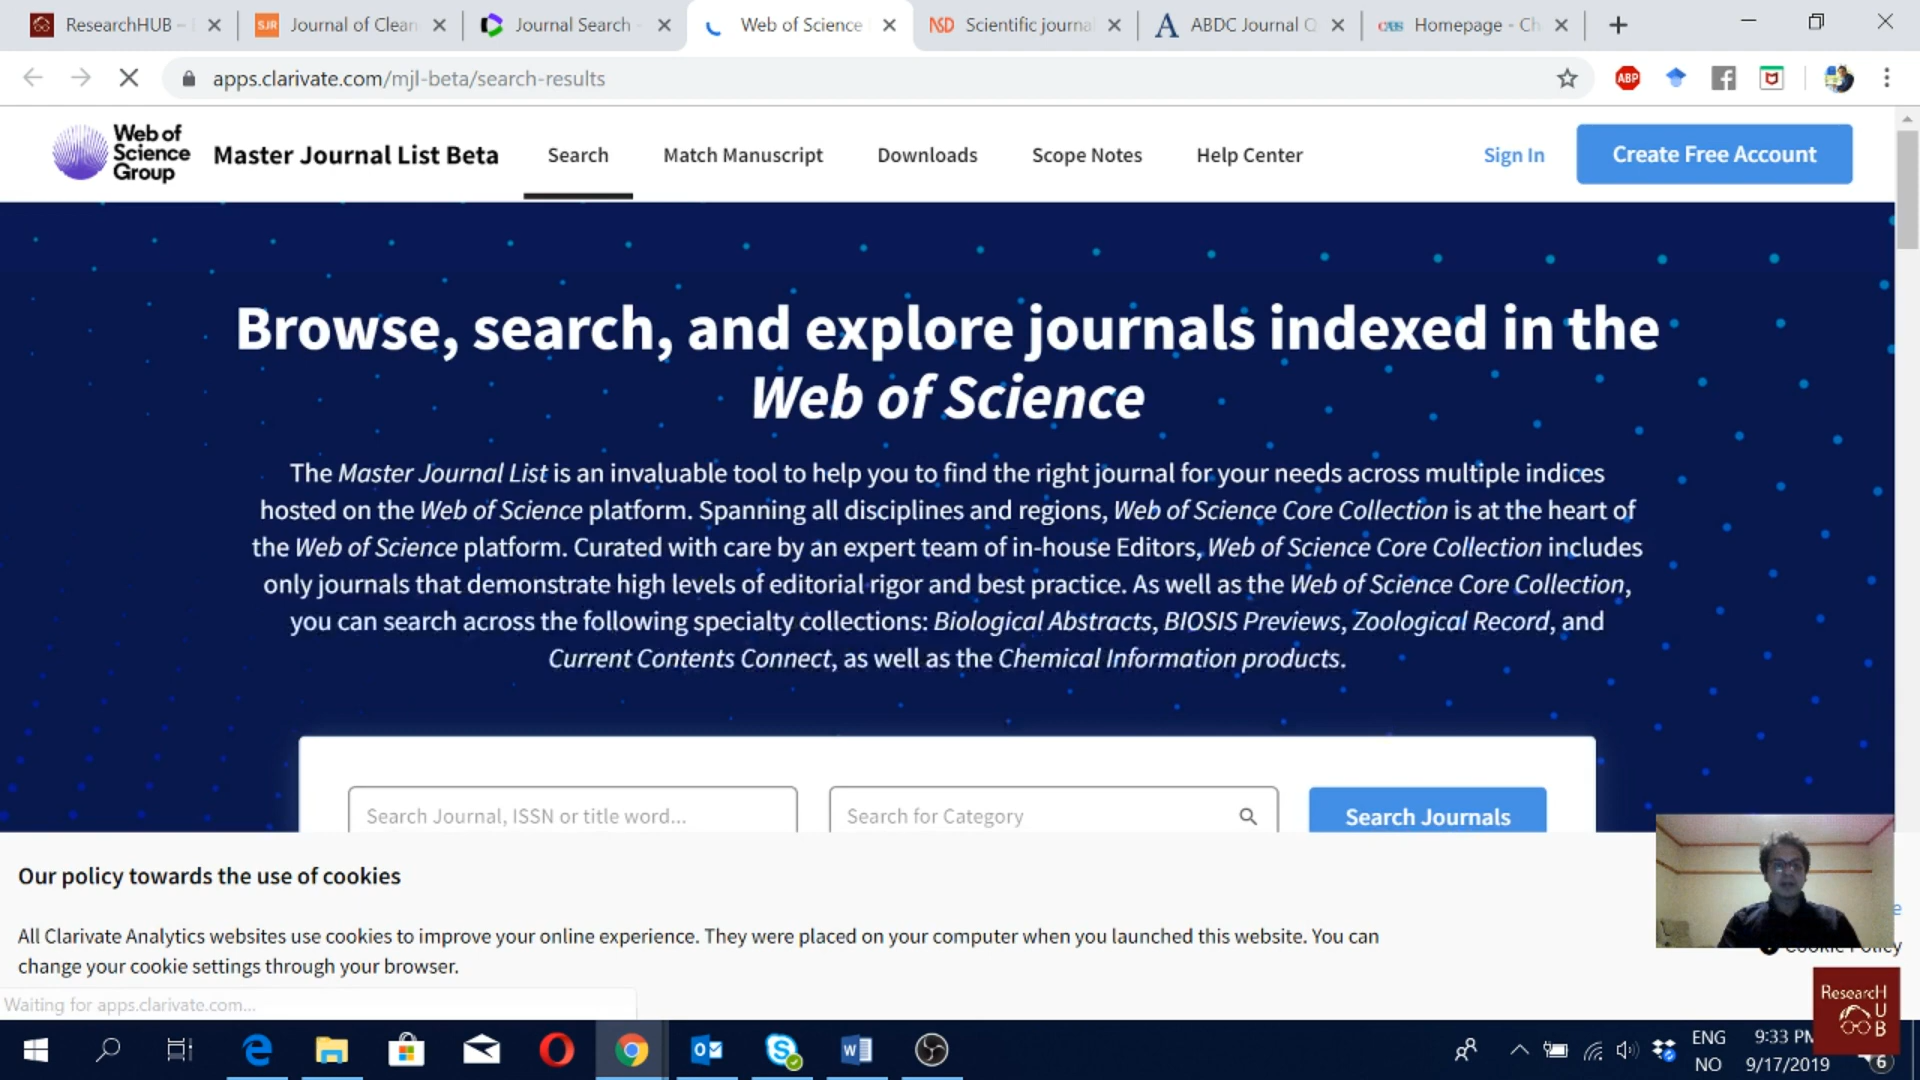 ResearchHUB –
SJR Journal of Clean
Journal Search
Web of Science
NSD Scientific journal
A ABDC Journal Q
CABS Homepage - Ch
apps.clarivate.com/mjl-beta/search-results
ABP
Web of
Science
Group
Master Journal List Beta
Search
Match Manuscript
Downloads
Scope Notes
Help Center
Sign In
Create Free Account
Browse, search, and explore journals indexed in the
Web of Science
The Master Journal List is an invaluable tool to help you to find the right journal for your needs across multiple indices
hosted on the Web of Science platform. Spanning all disciplines and regions, Web of Science Core Collection is at the heart of
the Web of Science platform. Curated with care by an expert team of in-house Editors, Web of Science Core Collection includes
only journals that demonstrate high levels of editorial rigor and best practice. As well as the Web of Science Core Collection,
you can search across the following specialty collections: Biological Abstracts, BIOSIS Previews, Zoological Record, and
Current Contents Connect, as well as the Chemical Information products.
Search Journal, ISSN or title word...
Search for Category
Search Journals
Our policy towards the use of cookies
All Clarivate Analytics websites use cookies to improve your online experience. They were placed on your computer when you launched this website. You can
change your cookie settings through your browser.
Cookie Policy
Waiting for apps.clarivate.com...
ResearcH
U
B
ENG
NO
9:33 PM
9/17/2019
6